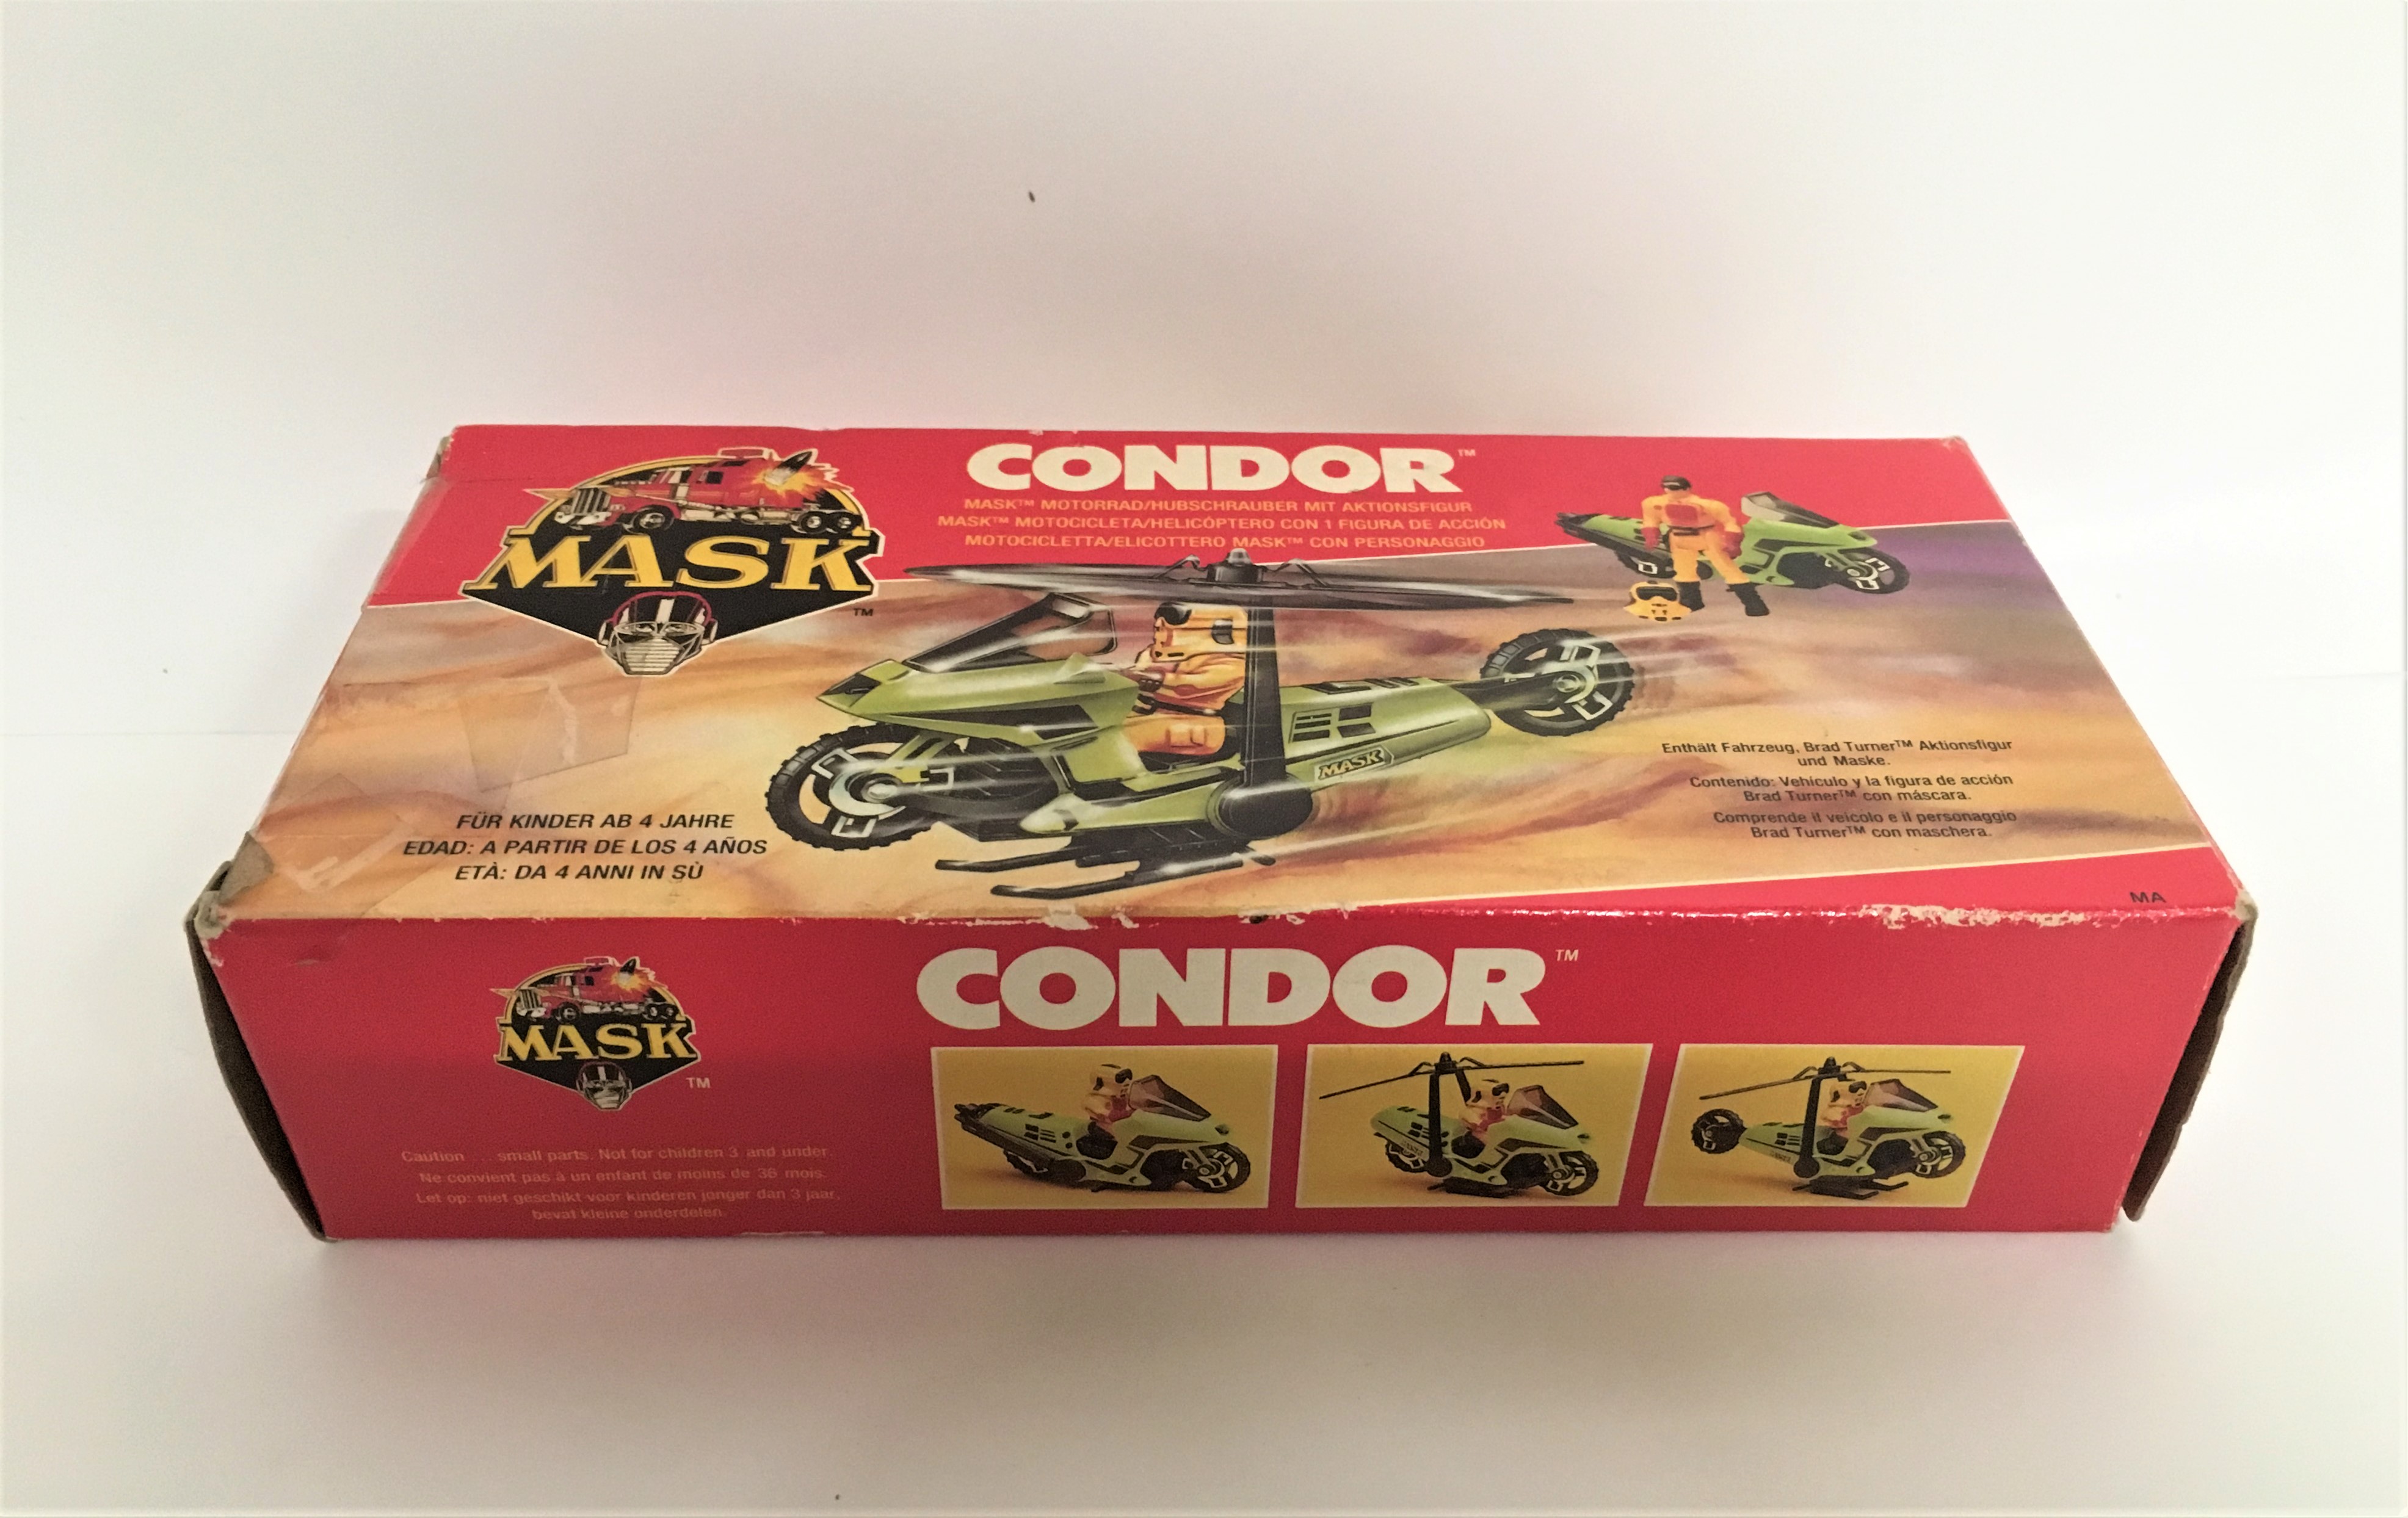 MASK
TM
CONDOR™
MASK™ MOTORRAD/HUBSCHRAUBER MIT AKTIONSFIGUR
MASK™ MOTOCICLETA/HELICÓPTERO CON 1 FIGURA DE ACCIÓN
MOTOCICLETTA/ELICOTTERO MASK™ CON PERSONAGGIO
MASK
FÜR KINDER AB 4 JAHRE
EDAD: A PARTIR DE LOS 4 AÑOS
ETÀ: DA 4 ANNI IN SÙ
Enthält Fahrzeug, Brad Turner™ Aktionsfigur
und Maske.
Contenido: Vehículo y la figura de acción
Brad Turner™ con máscara.
Comprende il veicolo e il personaggio
Brad Turner™ con maschera.
MA
MASK
TM
CONDOR™
Caution ... small parts. Not for children 3 and under.
Ne convient pas à un enfant de moins de 36 mois.
Let op: niet geschikt voor kinderen jonger dan 3 jaar,
bevat kleine onderdelen.